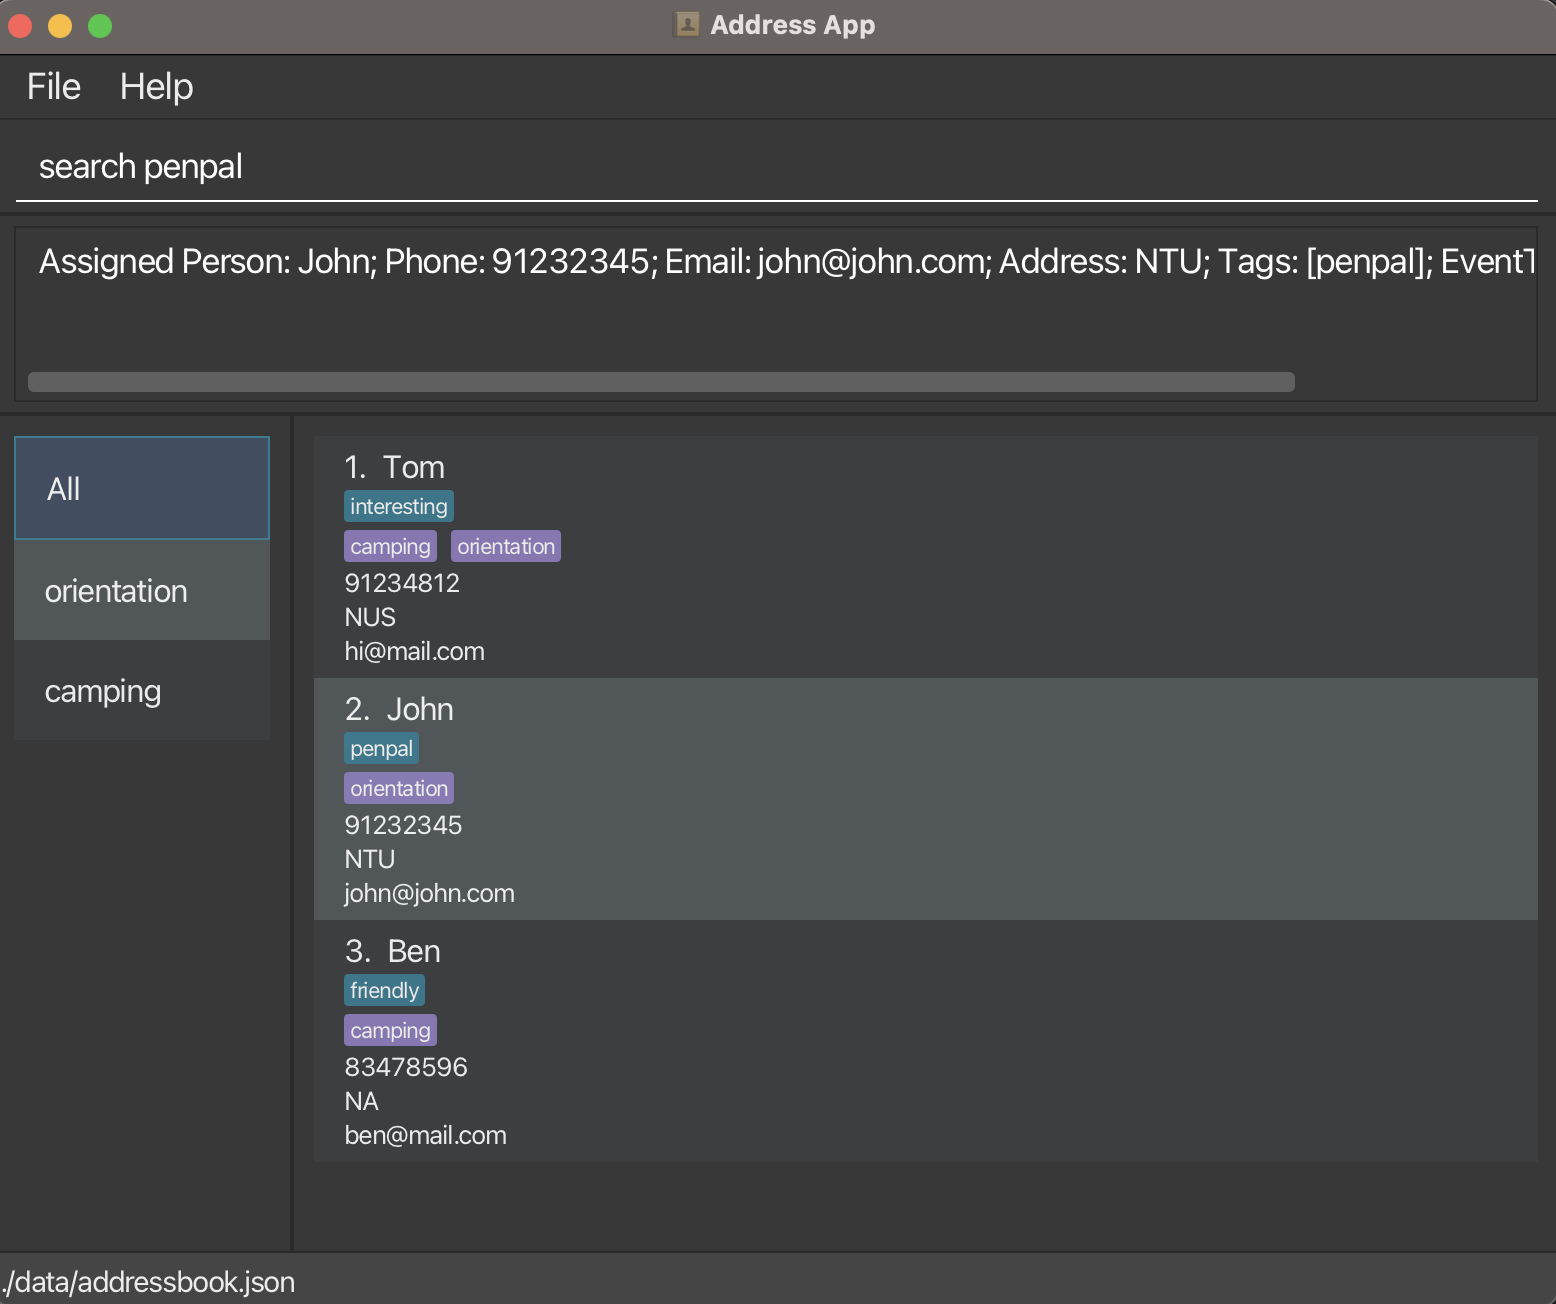 Address App
File Help
search penpal
Assigned Person: John; Phone: 91232345; Email: john@john.com; Address: NTU; Tags: [penpal]; EventT
All
orientation
camping
1. Tom
interesting
camping orientation
91234812
NUS
hi@mail.com
2. John
penpal
orientation
91232345
NTU
john@john.com
3. Ben
friendly
camping
83478596
NA
ben@mail.com
./data/addressbook.json